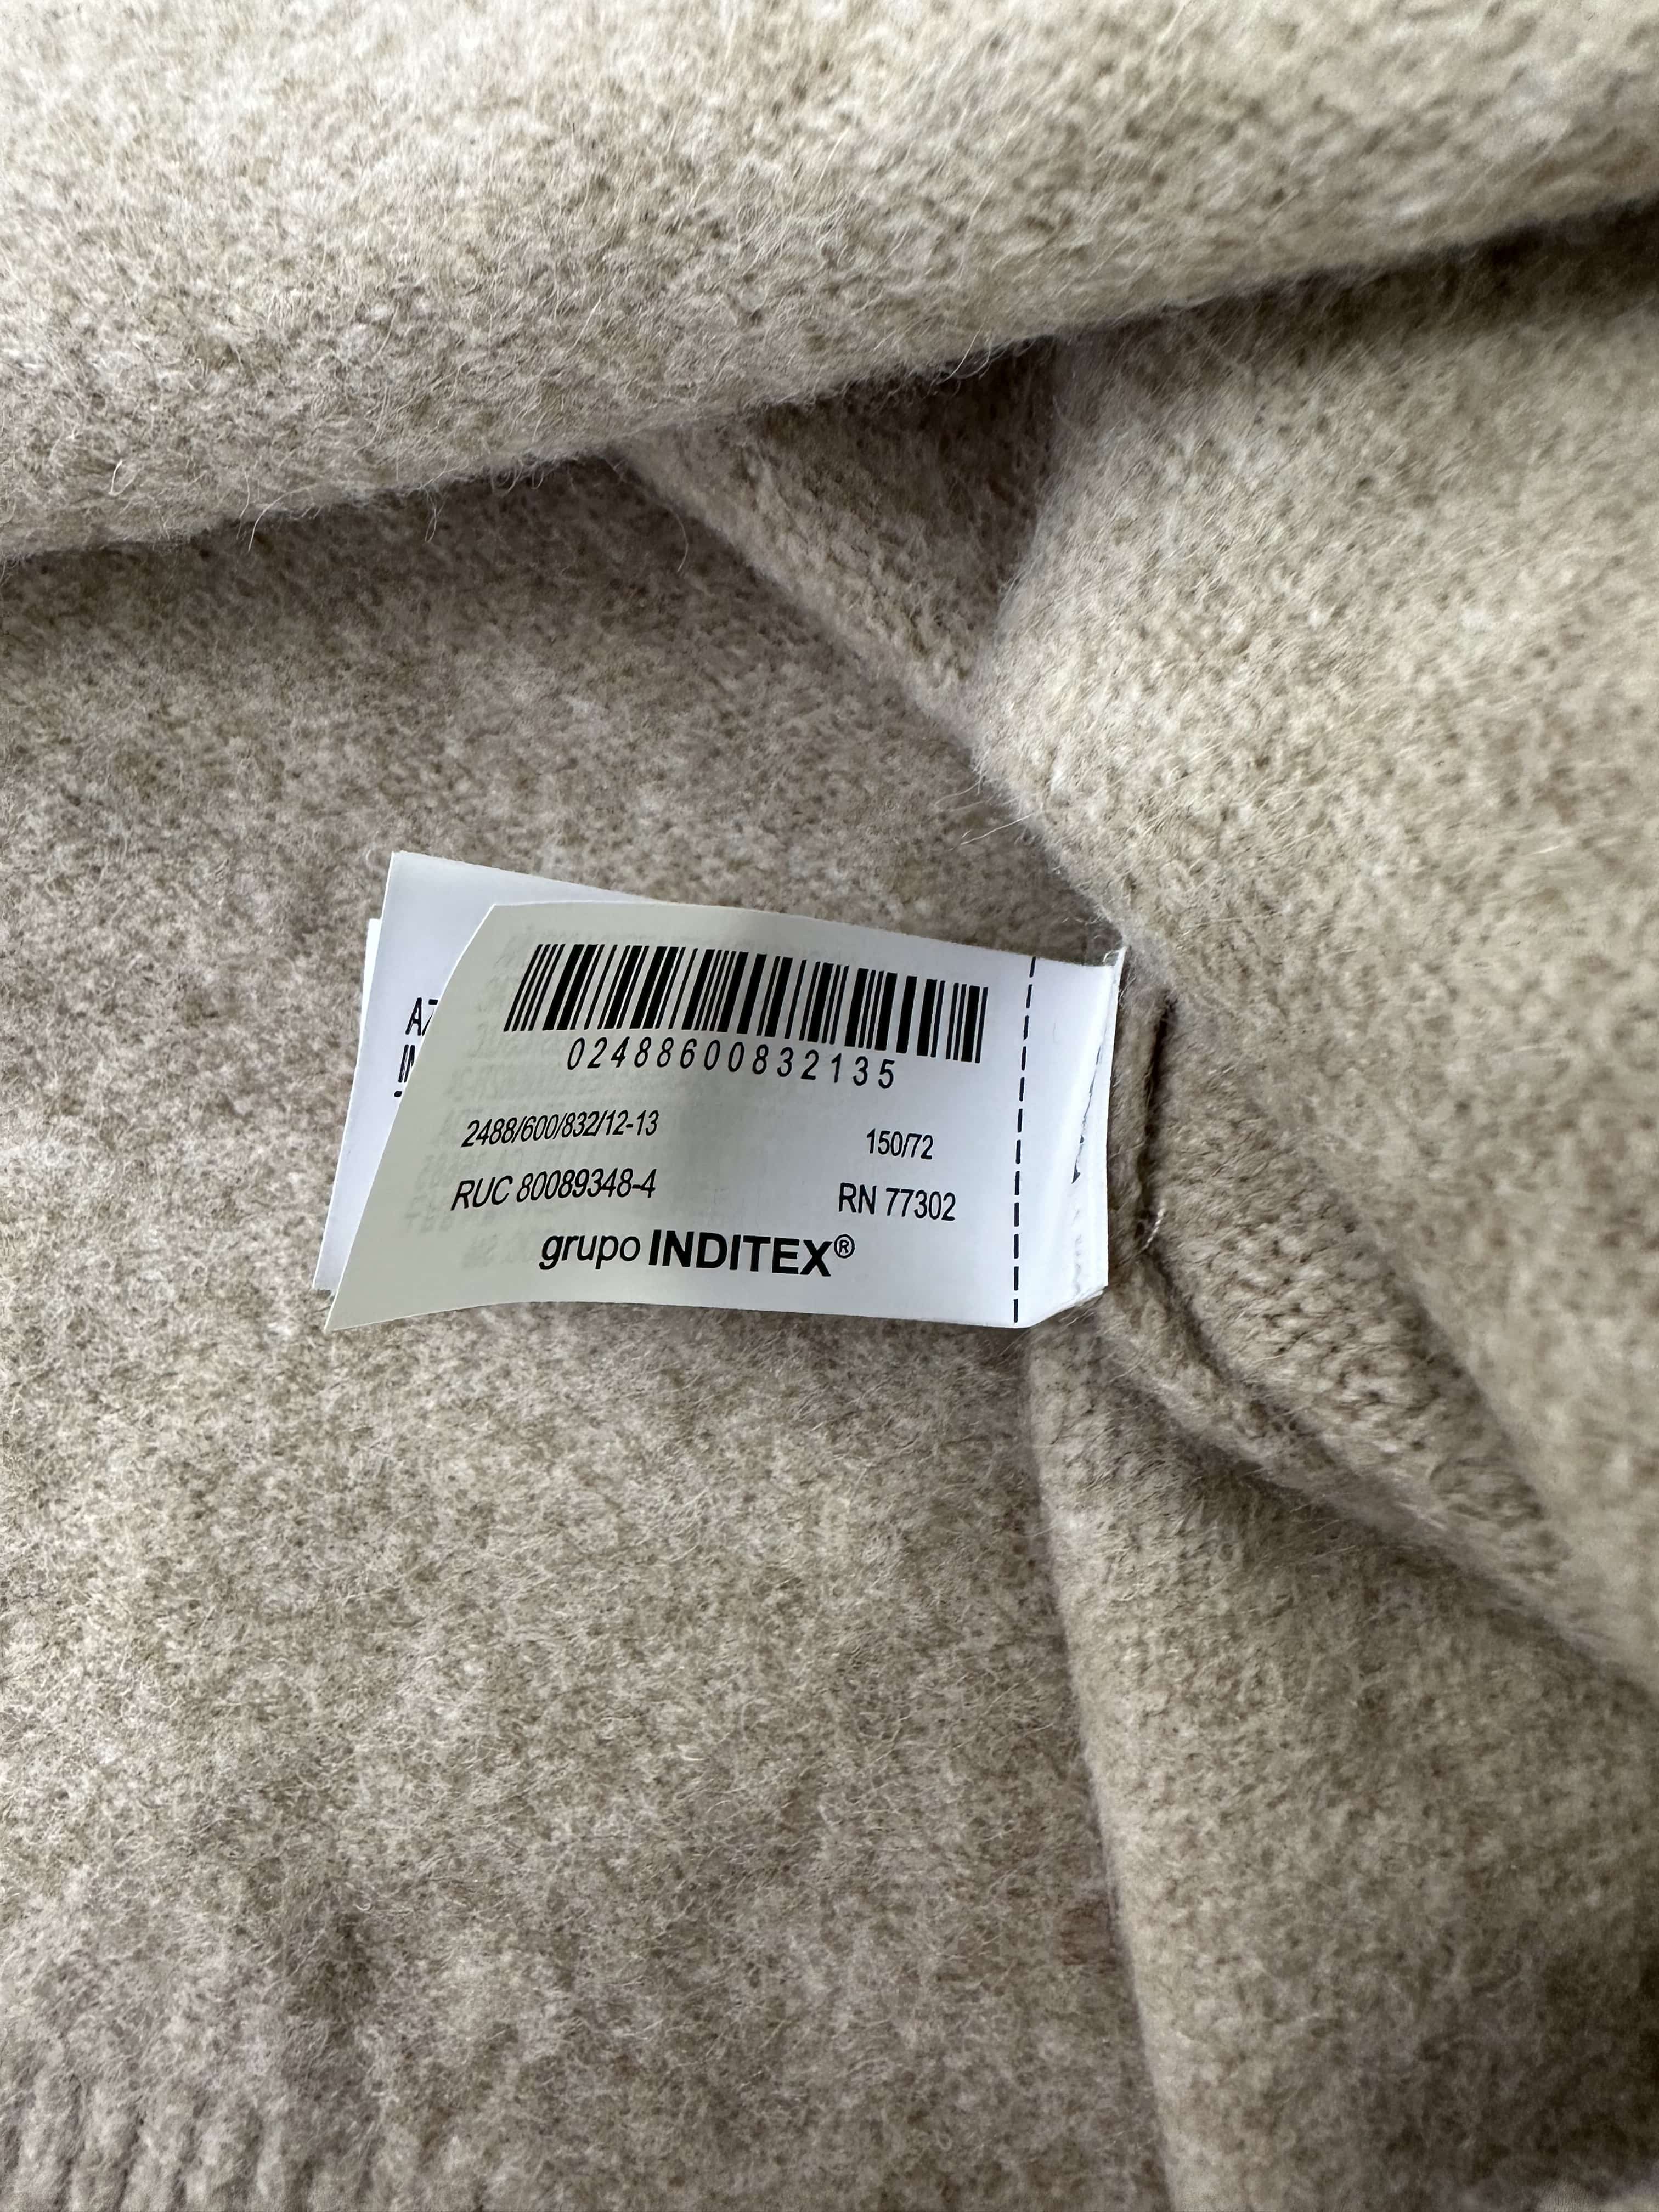 02488600832135
2488/600/832/12-13 150/72
RUC 80089348-4 RN 77302
grupo INDITEX®